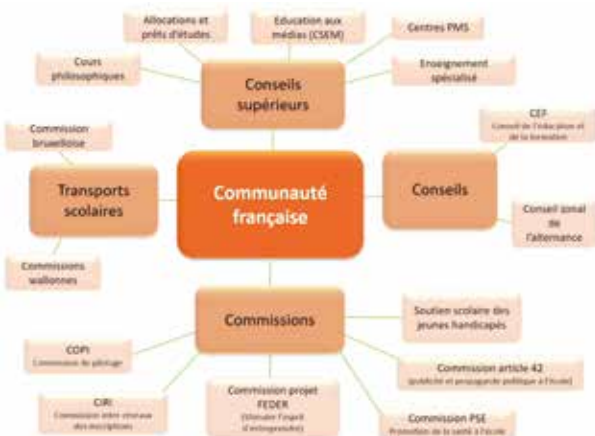 Allocations et
prêts d'études
Education aux
médias (CSEM)
Centres PMS
Cours
philosophiques
Conseils
supérieurs
Enseignement
spécialisé
Commission
bruxelloise
CEF
Conseil de l'éducation et
de la formation
Transports
scolaires
Communauté
française
Conseils
Conseil zonal
de
l'alternance
Commissions
wallonnes
Commissions
Soutien scolaire des
jeunes handicapés
COPI
Commission de pilotage
Commission article 42
(publicité et propagande politique à l'école)
CIRI
Commission inter réseaux
des inscriptions
Commission projet
FEDER
(stimuler l'esprit
d'entreprendre)
Commission PSE
Promotion de la santé à l'école